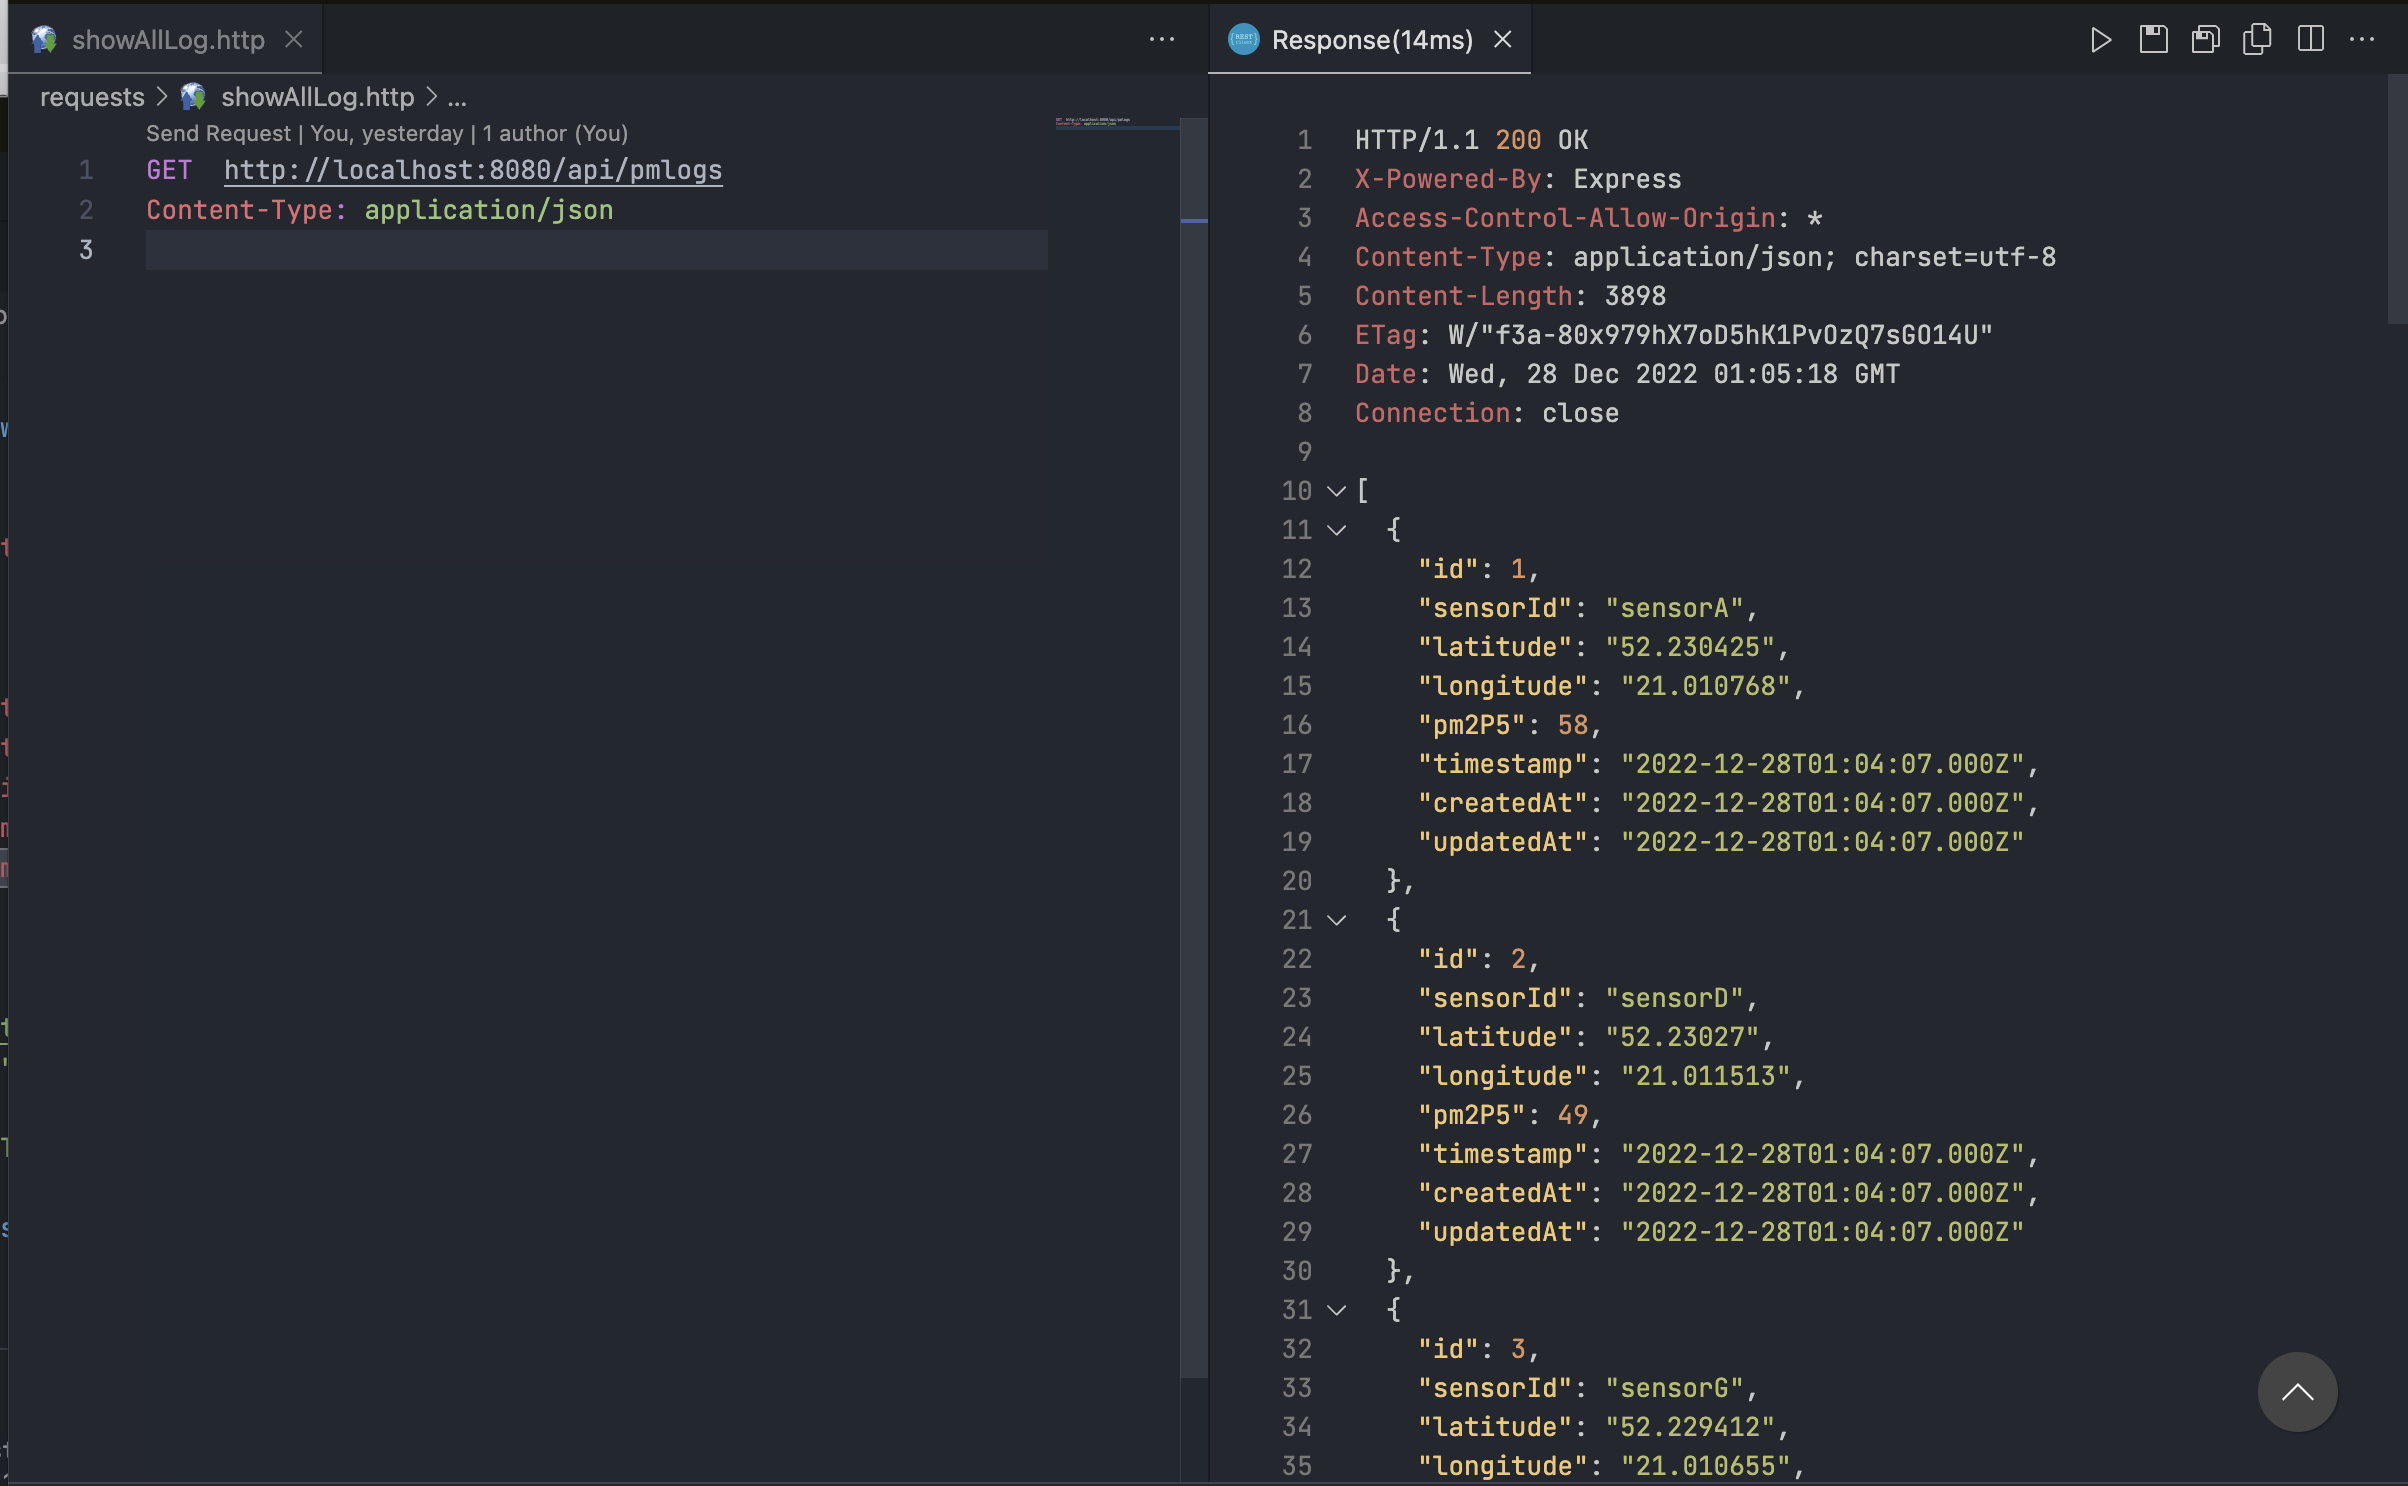 showAllLog.http
requests > showAllLog.http > ...
Send Request | You, yesterday | 1 author (You)
1 GET  http://localhost:8080/api/pmlogs
2 Content-Type: application/json
3
Response(14ms)
1 HTTP/1.1 200 OK
2 X-Powered-By: Express
3 Access-Control-Allow-Origin: *
4 Content-Type: application/json; charset=utf-8
5 Content-Length: 3898
6 ETag: W/"f3a-80x979hX7oD5hK1PvOzQ7sGO14U"
7 Date: Wed, 28 Dec 2022 01:05:18 GMT
8 Connection: close
9
10 [
11 {
12 "id": 1,
13 "sensorId": "sensorA",
14 "latitude": "52.230425",
15 "longitude": "21.010768",
16 "pm2P5": 58,
17 "timestamp": "2022-12-28T01:04:07.000Z",
18 "createdAt": "2022-12-28T01:04:07.000Z",
19 "updatedAt": "2022-12-28T01:04:07.000Z"
20 },
21 {
22 "id": 2,
23 "sensorId": "sensorD",
24 "latitude": "52.23027",
25 "longitude": "21.011513",
26 "pm2P5": 49,
27 "timestamp": "2022-12-28T01:04:07.000Z",
28 "createdAt": "2022-12-28T01:04:07.000Z",
29 "updatedAt": "2022-12-28T01:04:07.000Z"
30 },
31 {
32 "id": 3,
33 "sensorId": "sensorG",
34 "latitude": "52.229412",
35 "longitude": "21.010655",